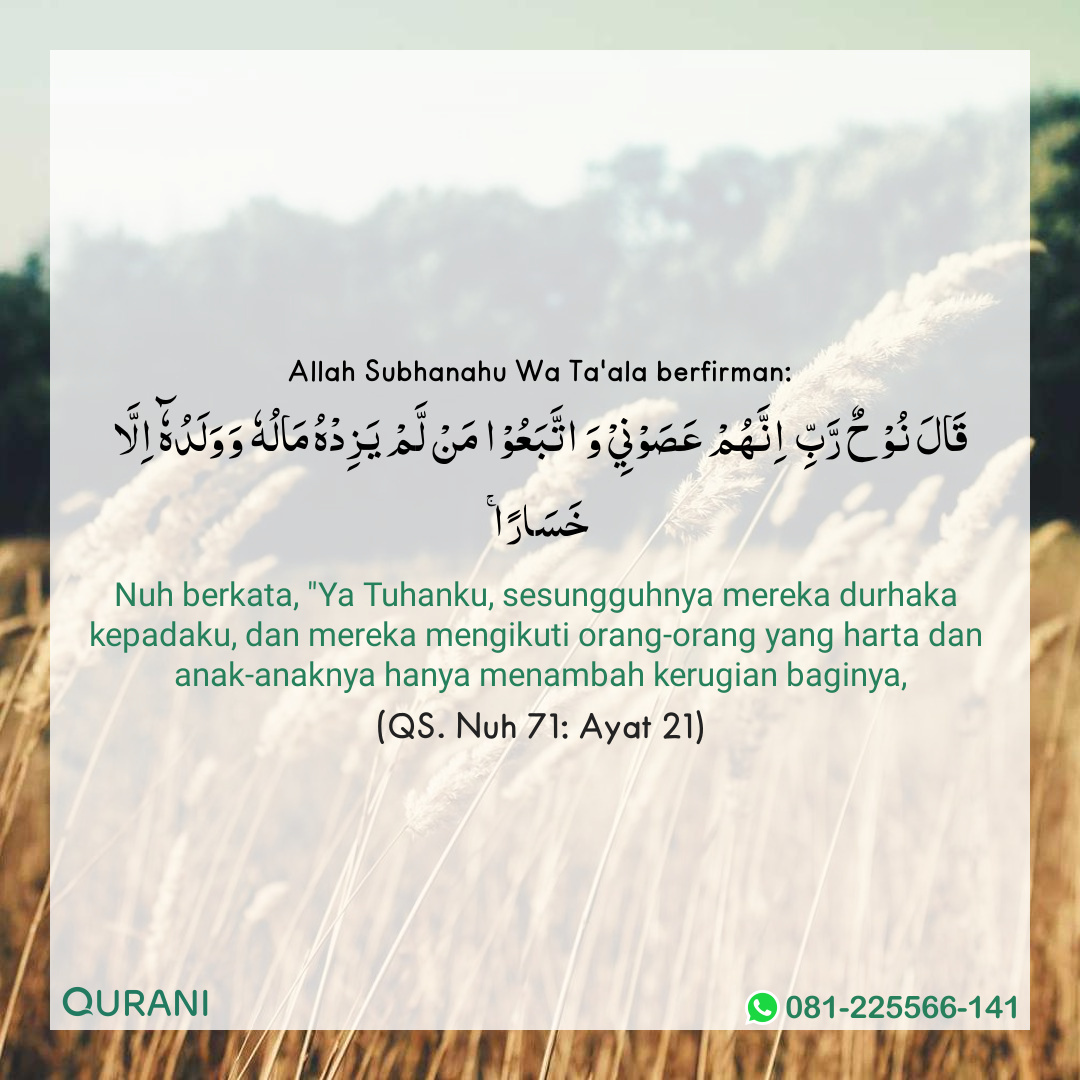 Allah Subhanahu Wa Ta'ala berfirman:
قَالَ نُوْحٌ رَّبِّ اِنَّهُمْ عَصَوْنِيْ وَ اتَّبَعُوْا مَنْ لَّمْ يَزِدْهُ مَالُهٗ وَوَلَدُهٗۤ اِلَّا
خَسَارًا ۚ
Nuh berkata, "Ya Tuhanku, sesungguhnya mereka durhaka
kepadaku, dan mereka mengikuti orang-orang yang harta dan
anak-anaknya hanya menambah kerugian baginya,
(QS. Nuh 71: Ayat 21)
QURANI
081-225566-141